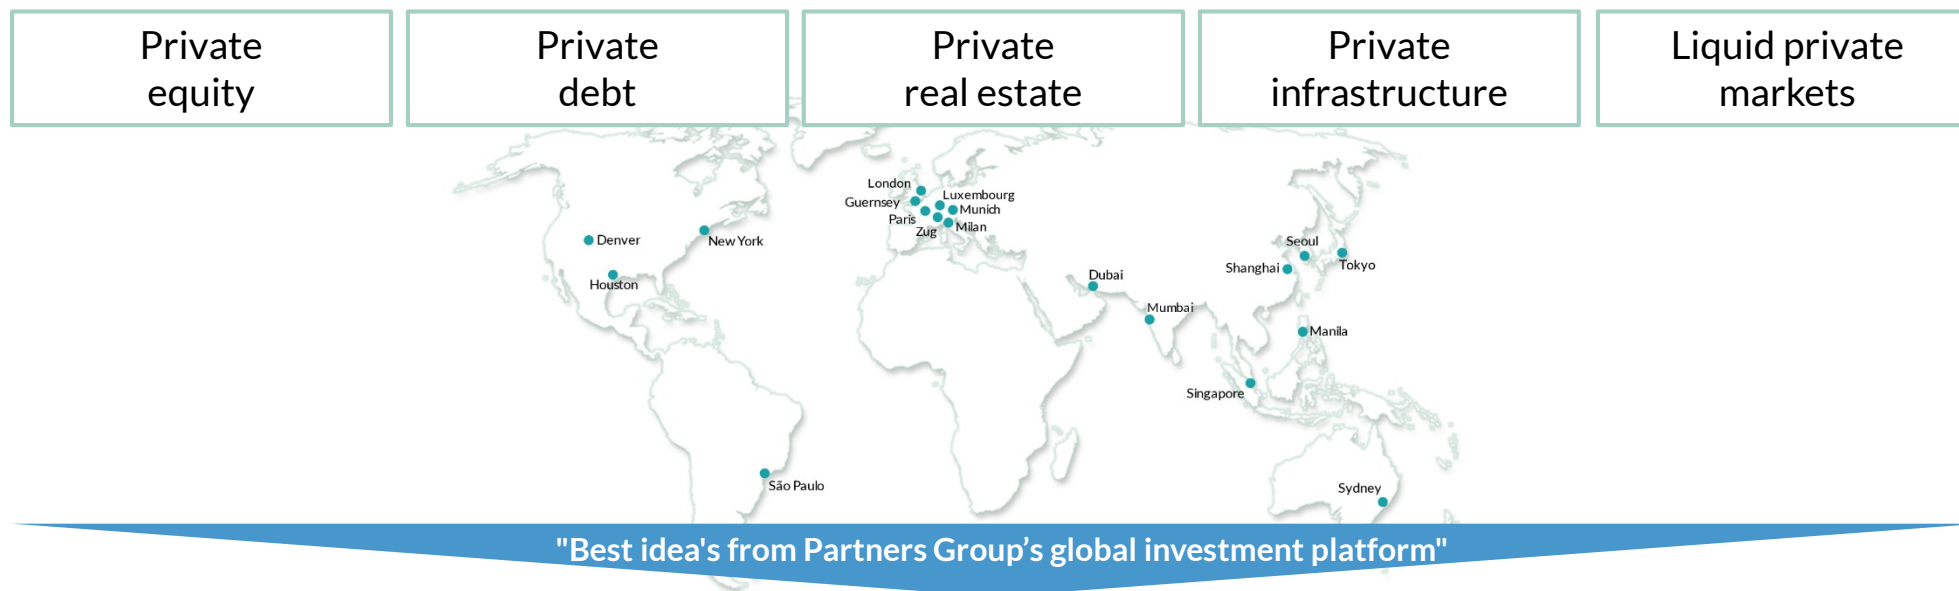 Private
equity
Private
debt
Private
real estate
Private
infrastructure
Liquid private
markets
London
Luxembourg
Guernsey
Munich
Paris
Milan
Zug
Denver
New York
Houston
Seoul
Shanghai
Tokyo
Dubai
Mumbai
Manila
Singapore
São Paulo
Sydney
"Best idea's from Partners Group’s global investment platform"